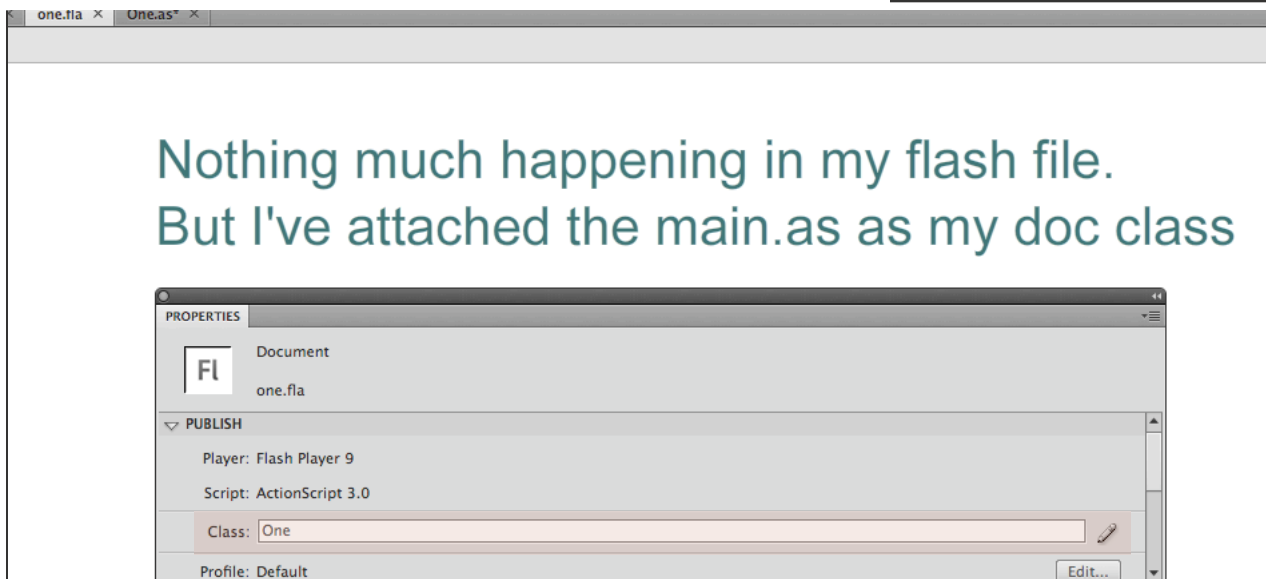 one.fla × One.as* ×
Nothing much happening in my flash file.
But I've attached the main.as as my doc class
PROPERTIES
Fl
Document
one.fla
PUBLISH
Player: Flash Player 9
Script: ActionScript 3.0
Class: One
Profile: Default Edit...